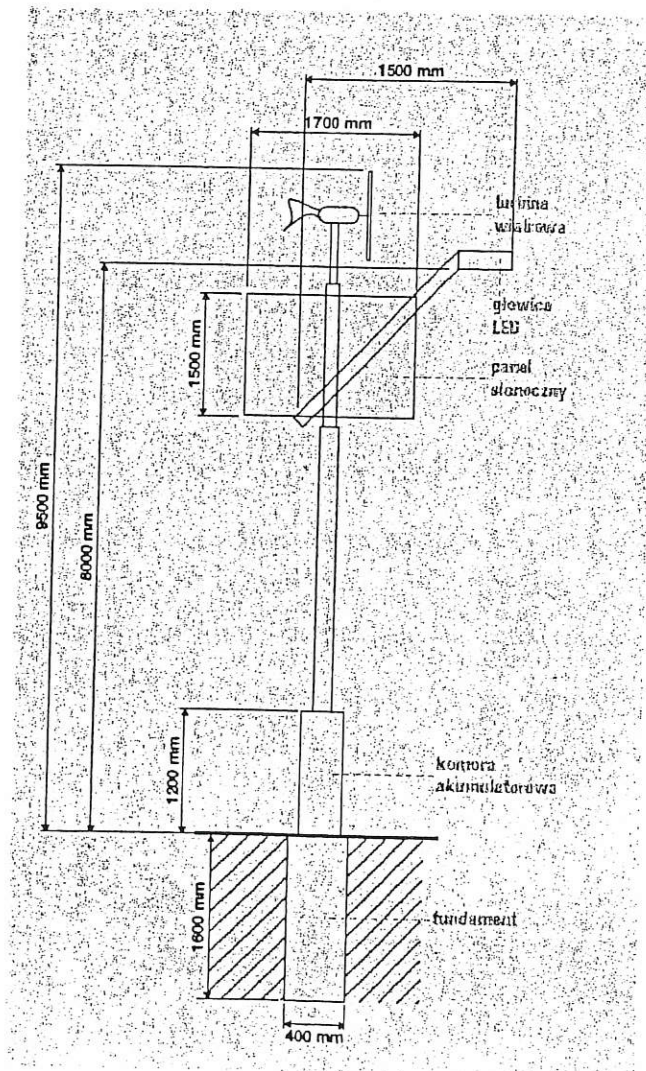 1500 mm
1700 mm
turbina
wiatrowa
głowica
LED
1500 mm
panel
słoneczny
9500 mm
8000 mm
1200 mm
komora
akumulatorowa
1600 mm
fundament
400 mm